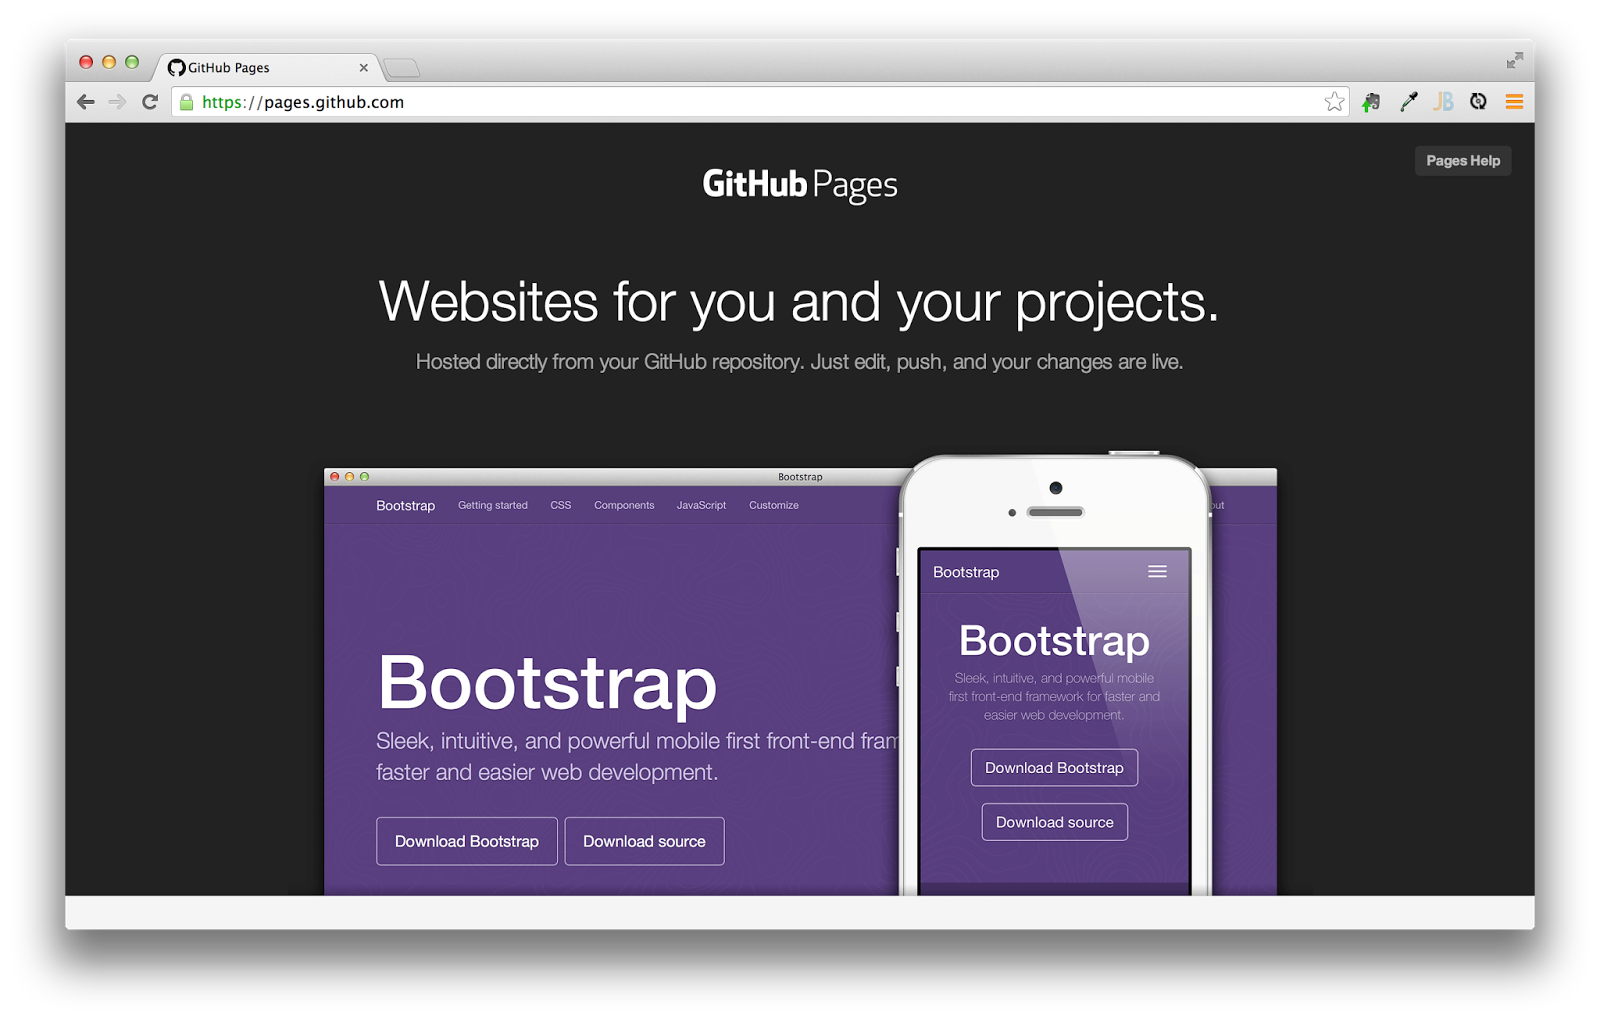 GitHub Pages
https://pages.github.com
JB
Pages Help
GitHub Pages
Websites for you and your projects.
Hosted directly from your GitHub repository. Just edit, push, and your changes are live.
Bootstrap
Bootstrap Getting started CSS Components JavaScript Customize
Bootstrap
Sleek, intuitive, and powerful mobile first front-end
faster and easier web development.
Download Bootstrap Download source
Bootstrap
Bootstrap
Sleek, intuitive, and powerful mobile
first front-end framework for faster and
easier web development.
Download Bootstrap
Download source